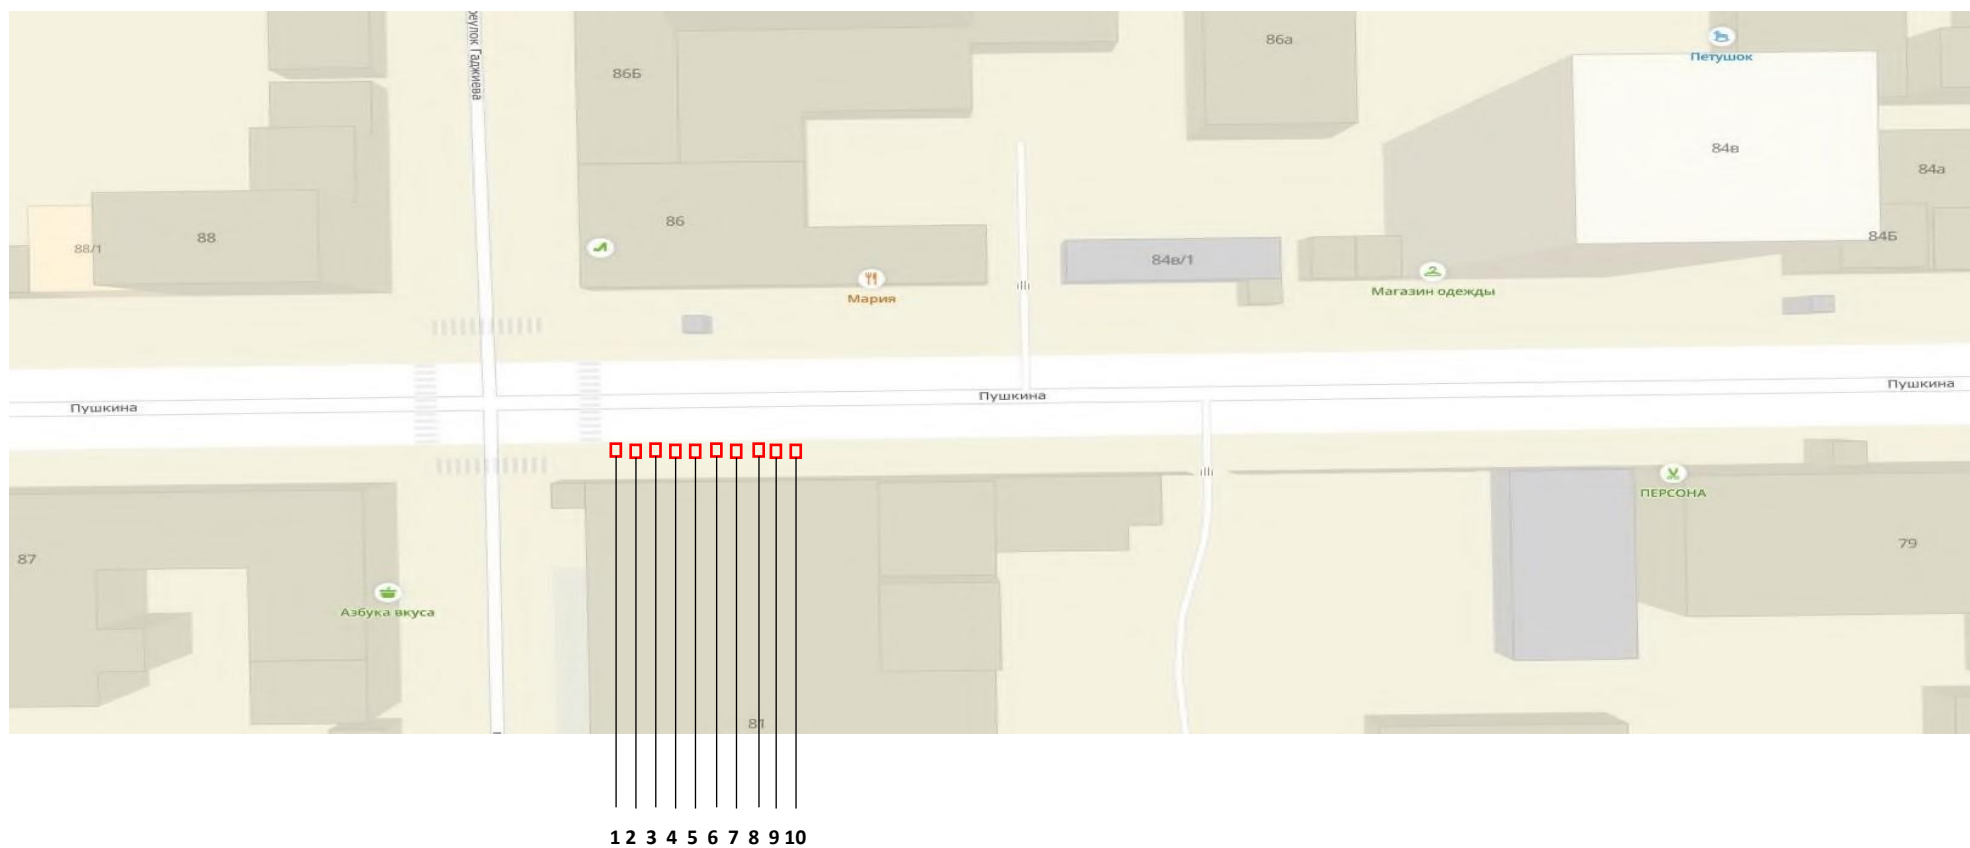 реулок Гаджиева
86Б
86а
Петушок
84в
84а
86
88
88/1
84Б
84в/1
Магазин одежды
Мария
Пушкина
Пушкина
Пушкина
ПЕРСОНА
87
79
Азбука вкуса
81
1 2 3 4 5 6 7 8 9 10